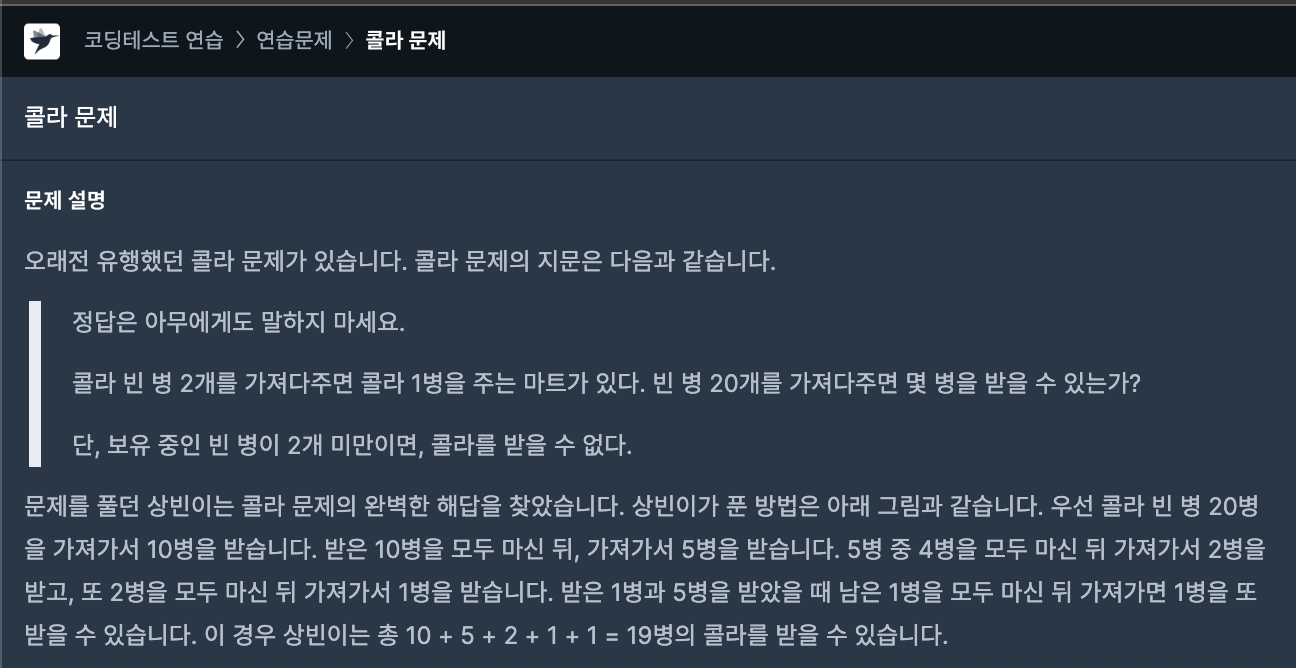 코딩테스트 연습 > 연습문제 > 콜라 문제
콜라 문제
문제 설명
오래전 유행했던 콜라 문제가 있습니다. 콜라 문제의 지문은 다음과 같습니다.
정답은 아무에게도 말하지 마세요.
콜라 빈 병 2개를 가져다주면 콜라 1병을 주는 마트가 있다. 빈 병 20개를 가져다주면 몇 병을 받을 수 있는가?
단, 보유 중인 빈 병이 2개 미만이면, 콜라를 받을 수 없다.
문제를 풀던 상빈이는 콜라 문제의 완벽한 해답을 찾았습니다. 상빈이가 푼 방법은 아래 그림과 같습니다. 우선 콜라 빈 병 20병
을 가져가서 10병을 받습니다. 받은 10병을 모두 마신 뒤, 가져가서 5병을 받습니다. 5병 중 4병을 모두 마신 뒤 가져가서 2병을
받고, 또 2병을 모두 마신 뒤 가져가서 1병을 받습니다. 받은 1병과 5병을 받았을 때 남은 1병을 모두 마신 뒤 가져가면 1병을 또
받을 수 있습니다. 이 경우 상빈이는 총 10 + 5 + 2 + 1 + 1 = 19병의 콜라를 받을 수 있습니다.